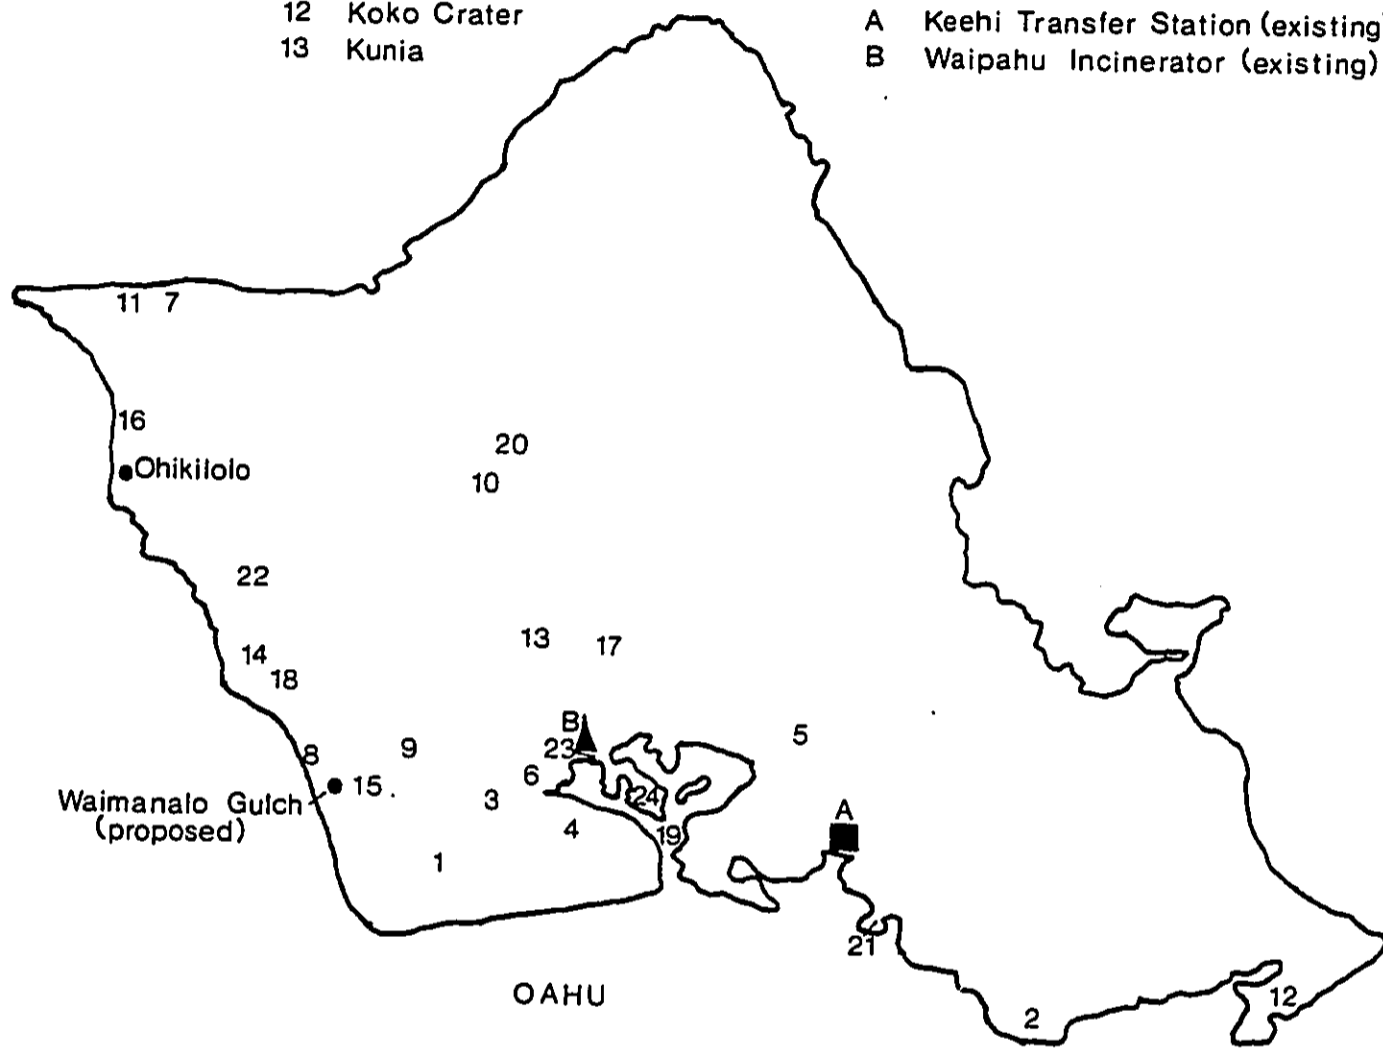 12 Koko Crater
13 Kunia
A Keehi Transfer Station (existing)
B Waipahu Incinerator (existing)
11 7
16
Ohikilolo
20
10
22
13 17
14
18
B
5
8 9 23
6
Waimanalo Gulch
(proposed)
15
3
24
A
4
19
1
21
OAHU
12
2